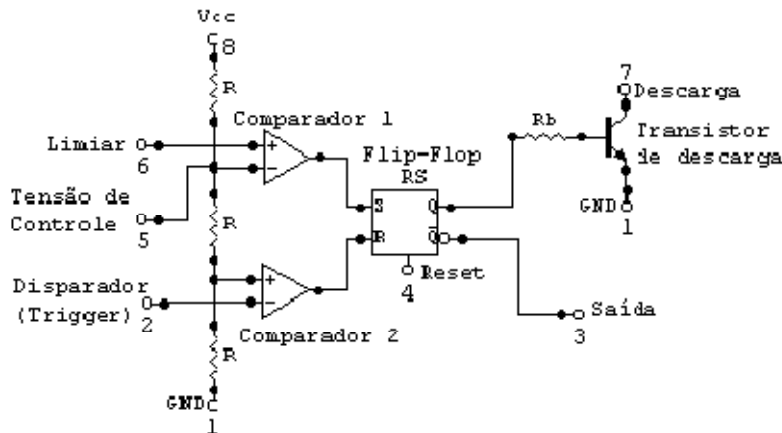 Vcc
8
R
Comparador 1
Limiar
6
+
−
Tensão de
Controle
5
R
Flip-Flop
RS
S
Q
R
Q
Reset
4
Rb
7
Descarga
Transistor
de descarga
GND
1
Disparador
(Trigger)
2
+
−
Comparador 2
Saída
3
R
GND
1